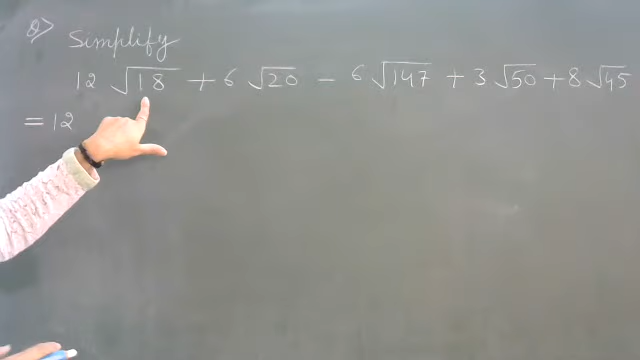 Q> Simplify
12 √18 + 6 √20 - 6 √147 + 3 √50 + 8 √45
= 12